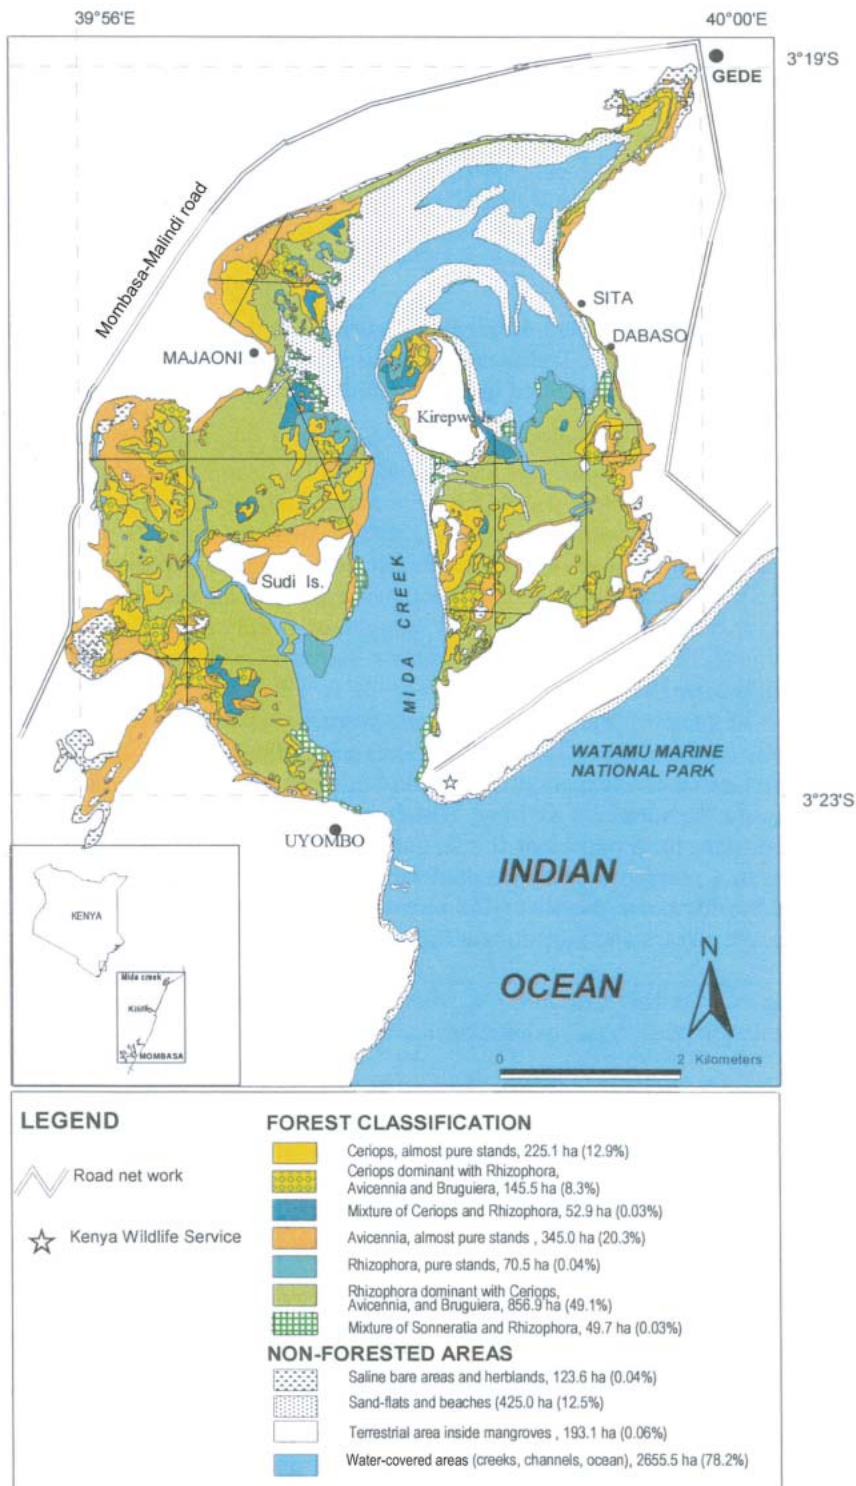 39°56'E
40°00'E
3°19'S
GEDE
Mombasa-Malindi road
SITA
DABASO
MAJAONI
Kirepwe Is.
Sudi Is.
MIDA CREEK
WATAMU MARINE
NATIONAL PARK
3°23'S
UYOMBO
INDIAN
OCEAN
KENYA
Mida creek
Kilifi
MOMBASA
N
0 2 Kilometers
LEGEND
Road net work
Kenya Wildlife Service
FOREST CLASSIFICATION
Ceriops, almost pure stands, 225.1 ha (12.9%)
Ceriops dominant with Rhizophora,
Avicennia and Bruguiera, 145.5 ha (8.3%)
Mixture of Ceriops and Rhizophora, 52.9 ha (0.03%)
Avicennia, almost pure stands , 345.0 ha (20.3%)
Rhizophora, pure stands, 70.5 ha (0.04%)
Rhizophora dominant with Ceriops,
Avicennia, and Bruguiera, 856.9 ha (49.1%)
Mixture of Sonneratia and Rhizophora, 49.7 ha (0.03%)
NON-FORESTED AREAS
Saline bare areas and herblands, 123.6 ha (0.04%)
Sand-flats and beaches (425.0 ha (12.5%)
Terrestrial area inside mangroves , 193.1 ha (0.06%)
Water-covered areas (creeks, channels, ocean), 2655.5 ha (78.2%)